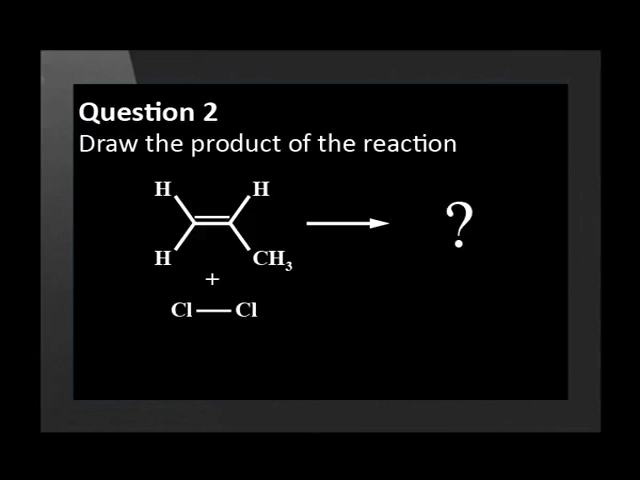 Question 2
Draw the product of the reaction
H H
?
H CH₃
+
Cl Cl